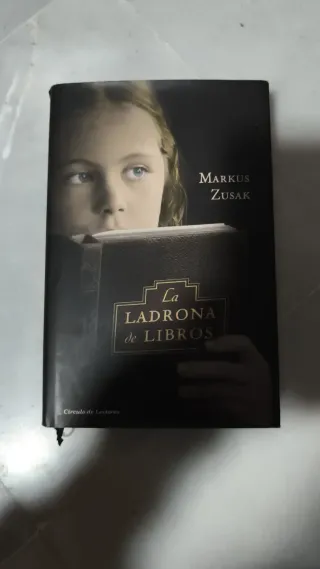 MARKUS
ZUSAK
La
LADRONA
de LIBROS
Círculo de Lectores